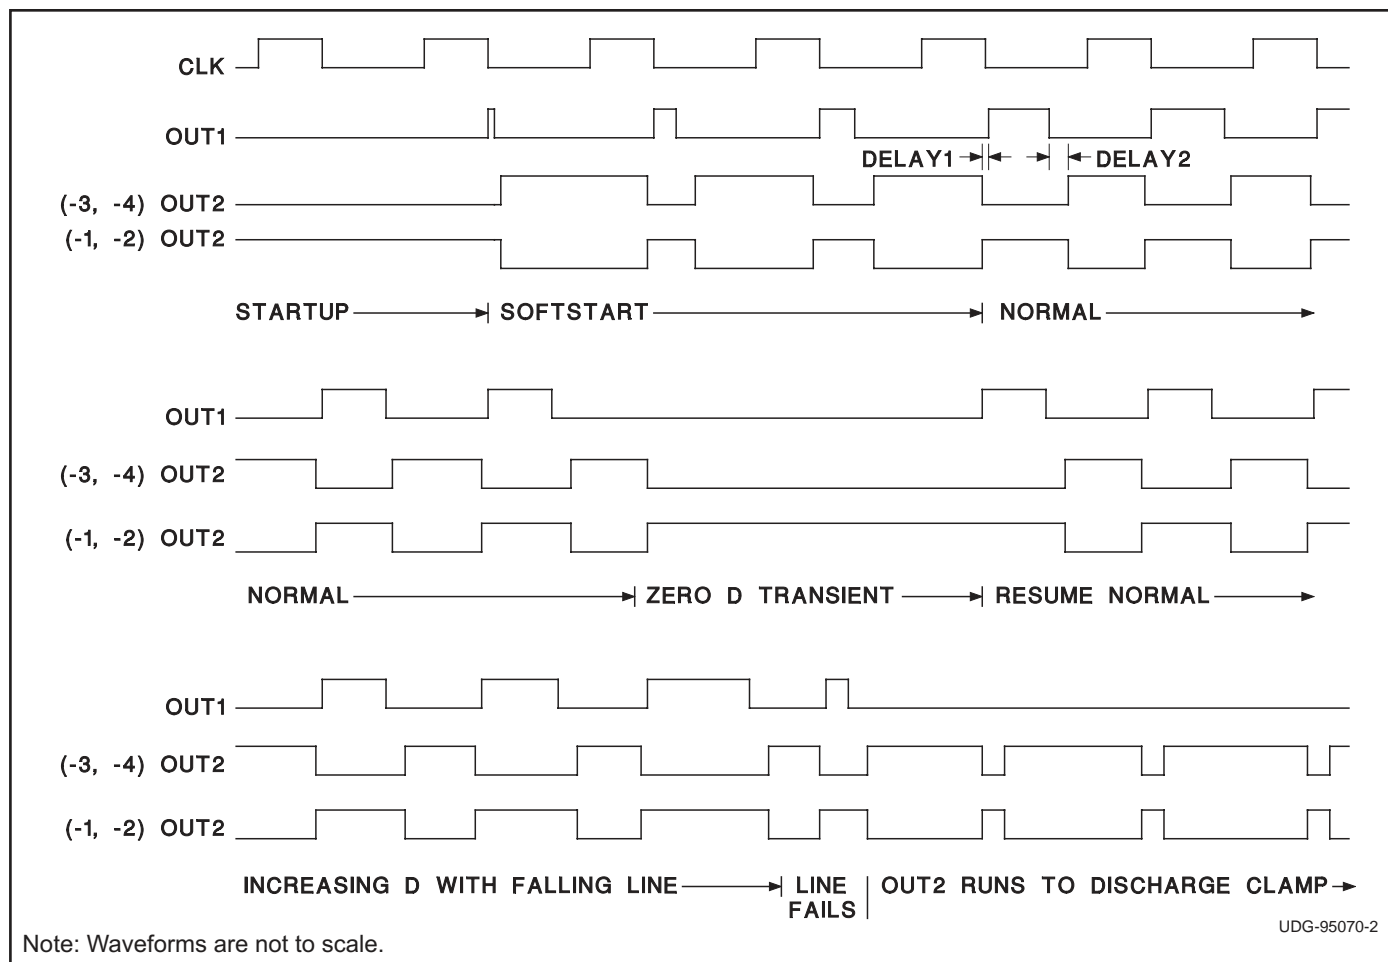 CLK
OUT1
DELAY1 DELAY2
(-3, -4) OUT2
(-1, -2) OUT2
STARTUP SOFTSTART NORMAL
OUT1
(-3, -4) OUT2
(-1, -2) OUT2
NORMAL ZERO D TRANSIENT RESUME NORMAL
OUT1
(-3, -4) OUT2
(-1, -2) OUT2
INCREASING D WITH FALLING LINE LINE FAILS OUT2 RUNS TO DISCHARGE CLAMP
UDG-95070-2
Note: Waveforms are not to scale.